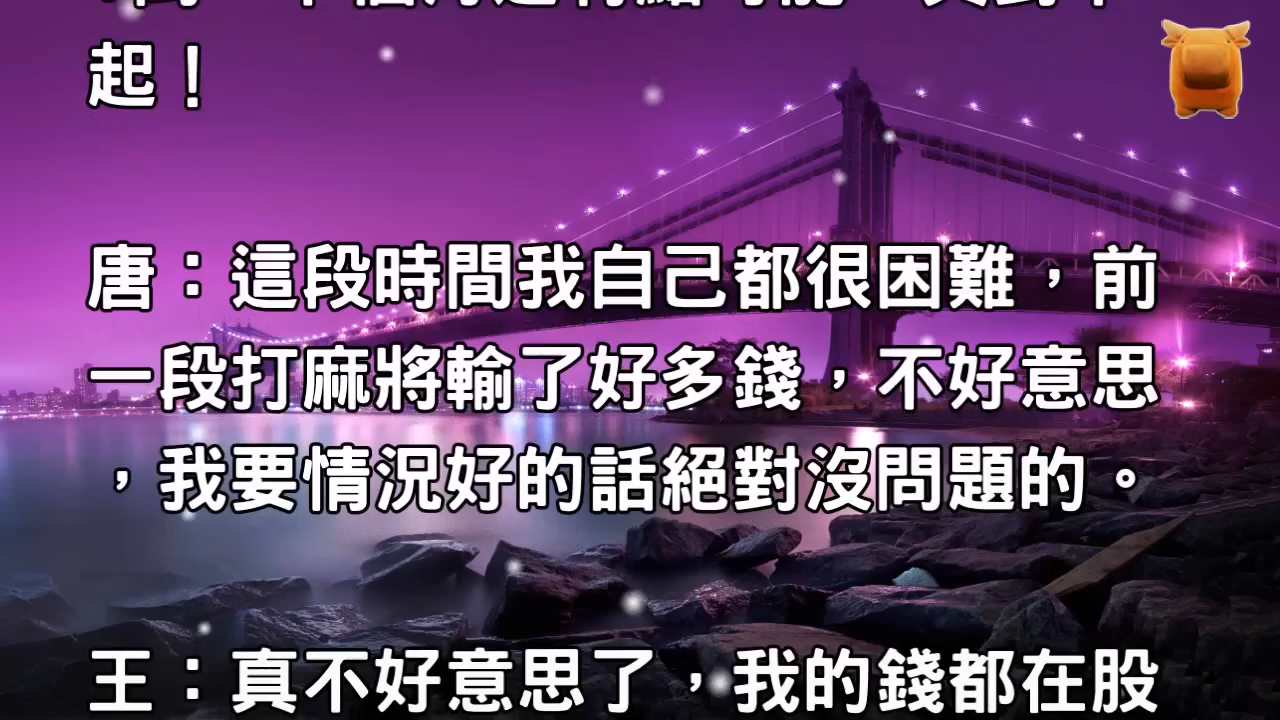 起！
唐：這段時間我自己都很困難，前
一段打麻將輸了好多錢，不好意思
，我要情況好的話絕對沒問題的。
王：真不好意思了，我的錢都在股